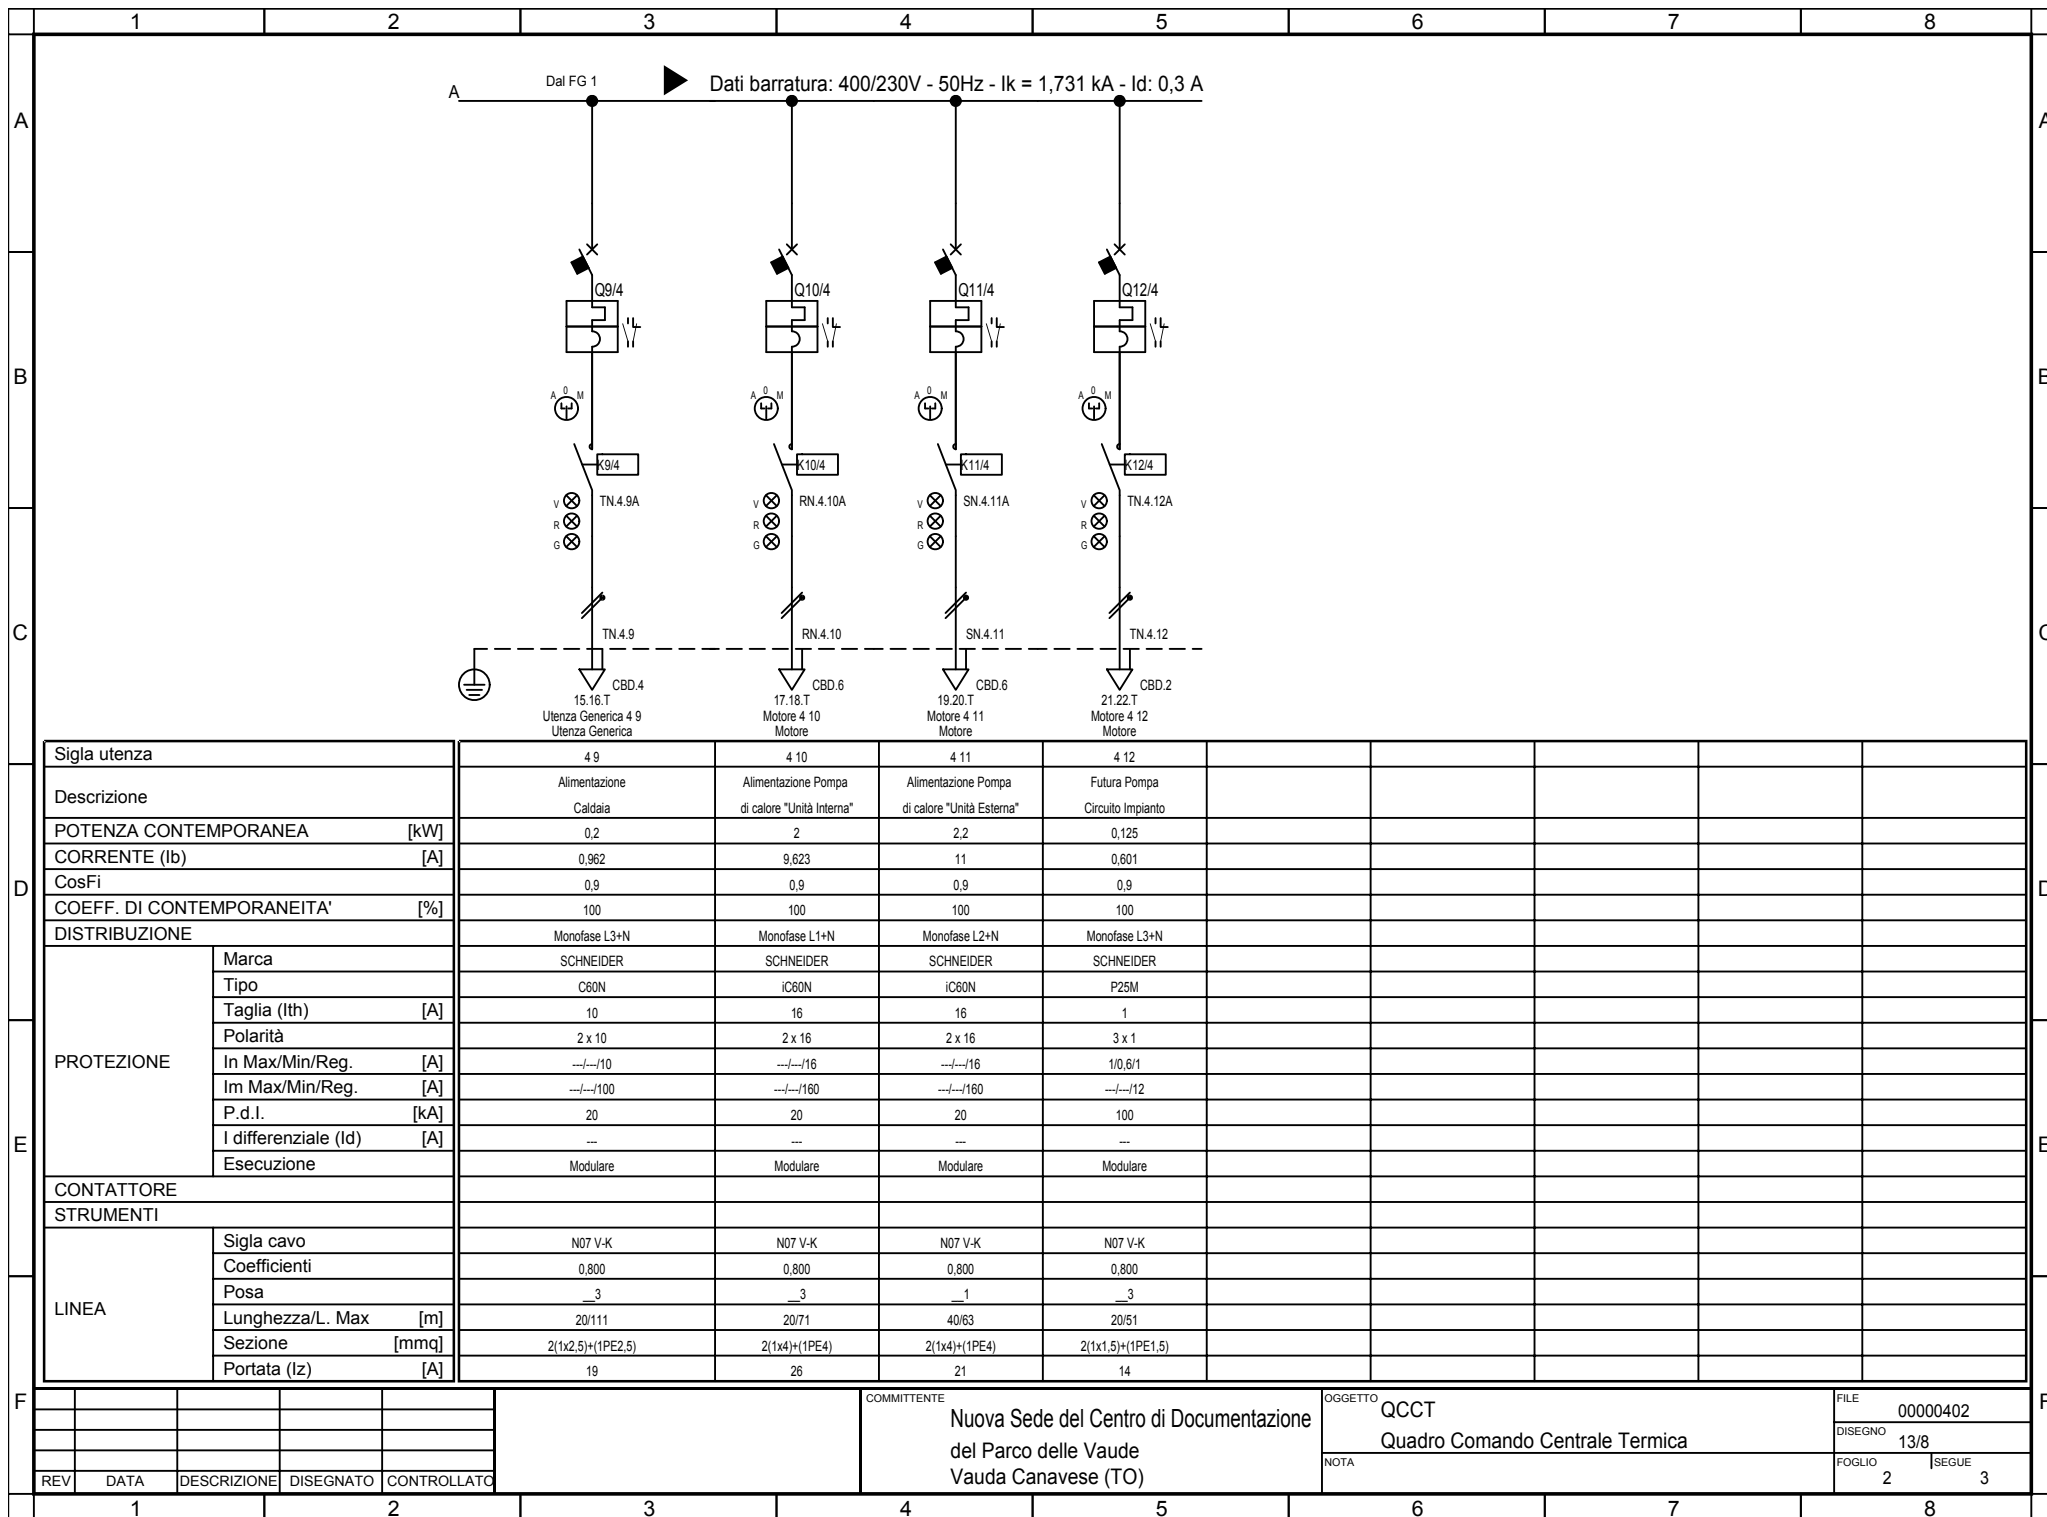 1 2 3 4 5 6 7 8
Dal FG 1 Dati barratura: 400/230V - 50Hz - Ik = 1,731 kA - Id: 0,3 A
A
A A
Q9/4 Q10/4 Q11/4 Q12/4
B B
A 0 M A 0 M A 0 M A 0 M
K9/4 K10/4 K11/4 K12/4
V TN.4.9A V RN.4.10A V SN.4.11A V TN.4.12A
R R R R
G G G G
C C
TN.4.9 RN.4.10 SN.4.11 TN.4.12
CBD.4 CBD.6 CBD.6 CBD.2
15.16.T 17.18.T 19.20.T 21.22.T
Utenza Generica 4 9 Motore 4 10 Motore 4 11 Motore 4 12
Utenza Generica Motore Motore Motore
Sigla utenza 4 9 4 10 4 11 4 12
Alimentazione Alimentazione Pompa Alimentazione Pompa Futura Pompa
Descrizione
Caldaia di calore "Unità Interna" di calore "Unità Esterna" Circuito Impianto
POTENZA CONTEMPORANEA [kW] 0,2 2 2,2 0,125
CORRENTE (Ib) [A] 0,962 9,623 11 0,601
D D
CosFi 0,9 0,9 0,9 0,9
COEFF. DI CONTEMPORANEITA' [%] 100 100 100 100
DISTRIBUZIONE Monofase L3+N Monofase L1+N Monofase L2+N Monofase L3+N
Marca SCHNEIDER SCHNEIDER SCHNEIDER SCHNEIDER
Tipo C60N iC60N iC60N P25M
Taglia (Ith) [A] 10 16 16 1
Polarità 2 x 10 2 x 16 2 x 16 3 x 1
PROTEZIONE In Max/Min/Reg. [A] ---/---/10 ---/---/16 ---/---/16 1/0,6/1
Im Max/Min/Reg. [A] ---/---/100 ---/---/160 ---/---/160 ---/---/12
P.d.I. [kA] 20 20 20 100
E E
I differenziale (Id) [A] --- --- --- ---
Esecuzione Modulare Modulare Modulare Modulare
CONTATTORE
STRUMENTI
Sigla cavo N07 V-K N07 V-K N07 V-K N07 V-K
Coefficienti 0,800 0,800 0,800 0,800
Posa __3 __3 __1 __3
LINEA Lunghezza/L. Max [m] 20/111 20/71 40/63 20/51
Sezione [mmq] 2(1x2,5)+(1PE2,5) 2(1x4)+(1PE4) 2(1x4)+(1PE4) 2(1x1,5)+(1PE1,5)
Portata (Iz) [A] 19 26 21 14
F F
COMMITTENTE
Nuova Sede del Centro di Documentazione
del Parco delle Vaude
Vauda Canavese (TO)
OGGETTO QCCT
Quadro Comando Centrale Termica
NOTA
FILE 00000402
DISEGNO 13/8
FOGLIO 2 SEGUE 3
REV DATA DESCRIZIONE DISEGNATO CONTROLLATO
1 2 3 4 5 6 7 8